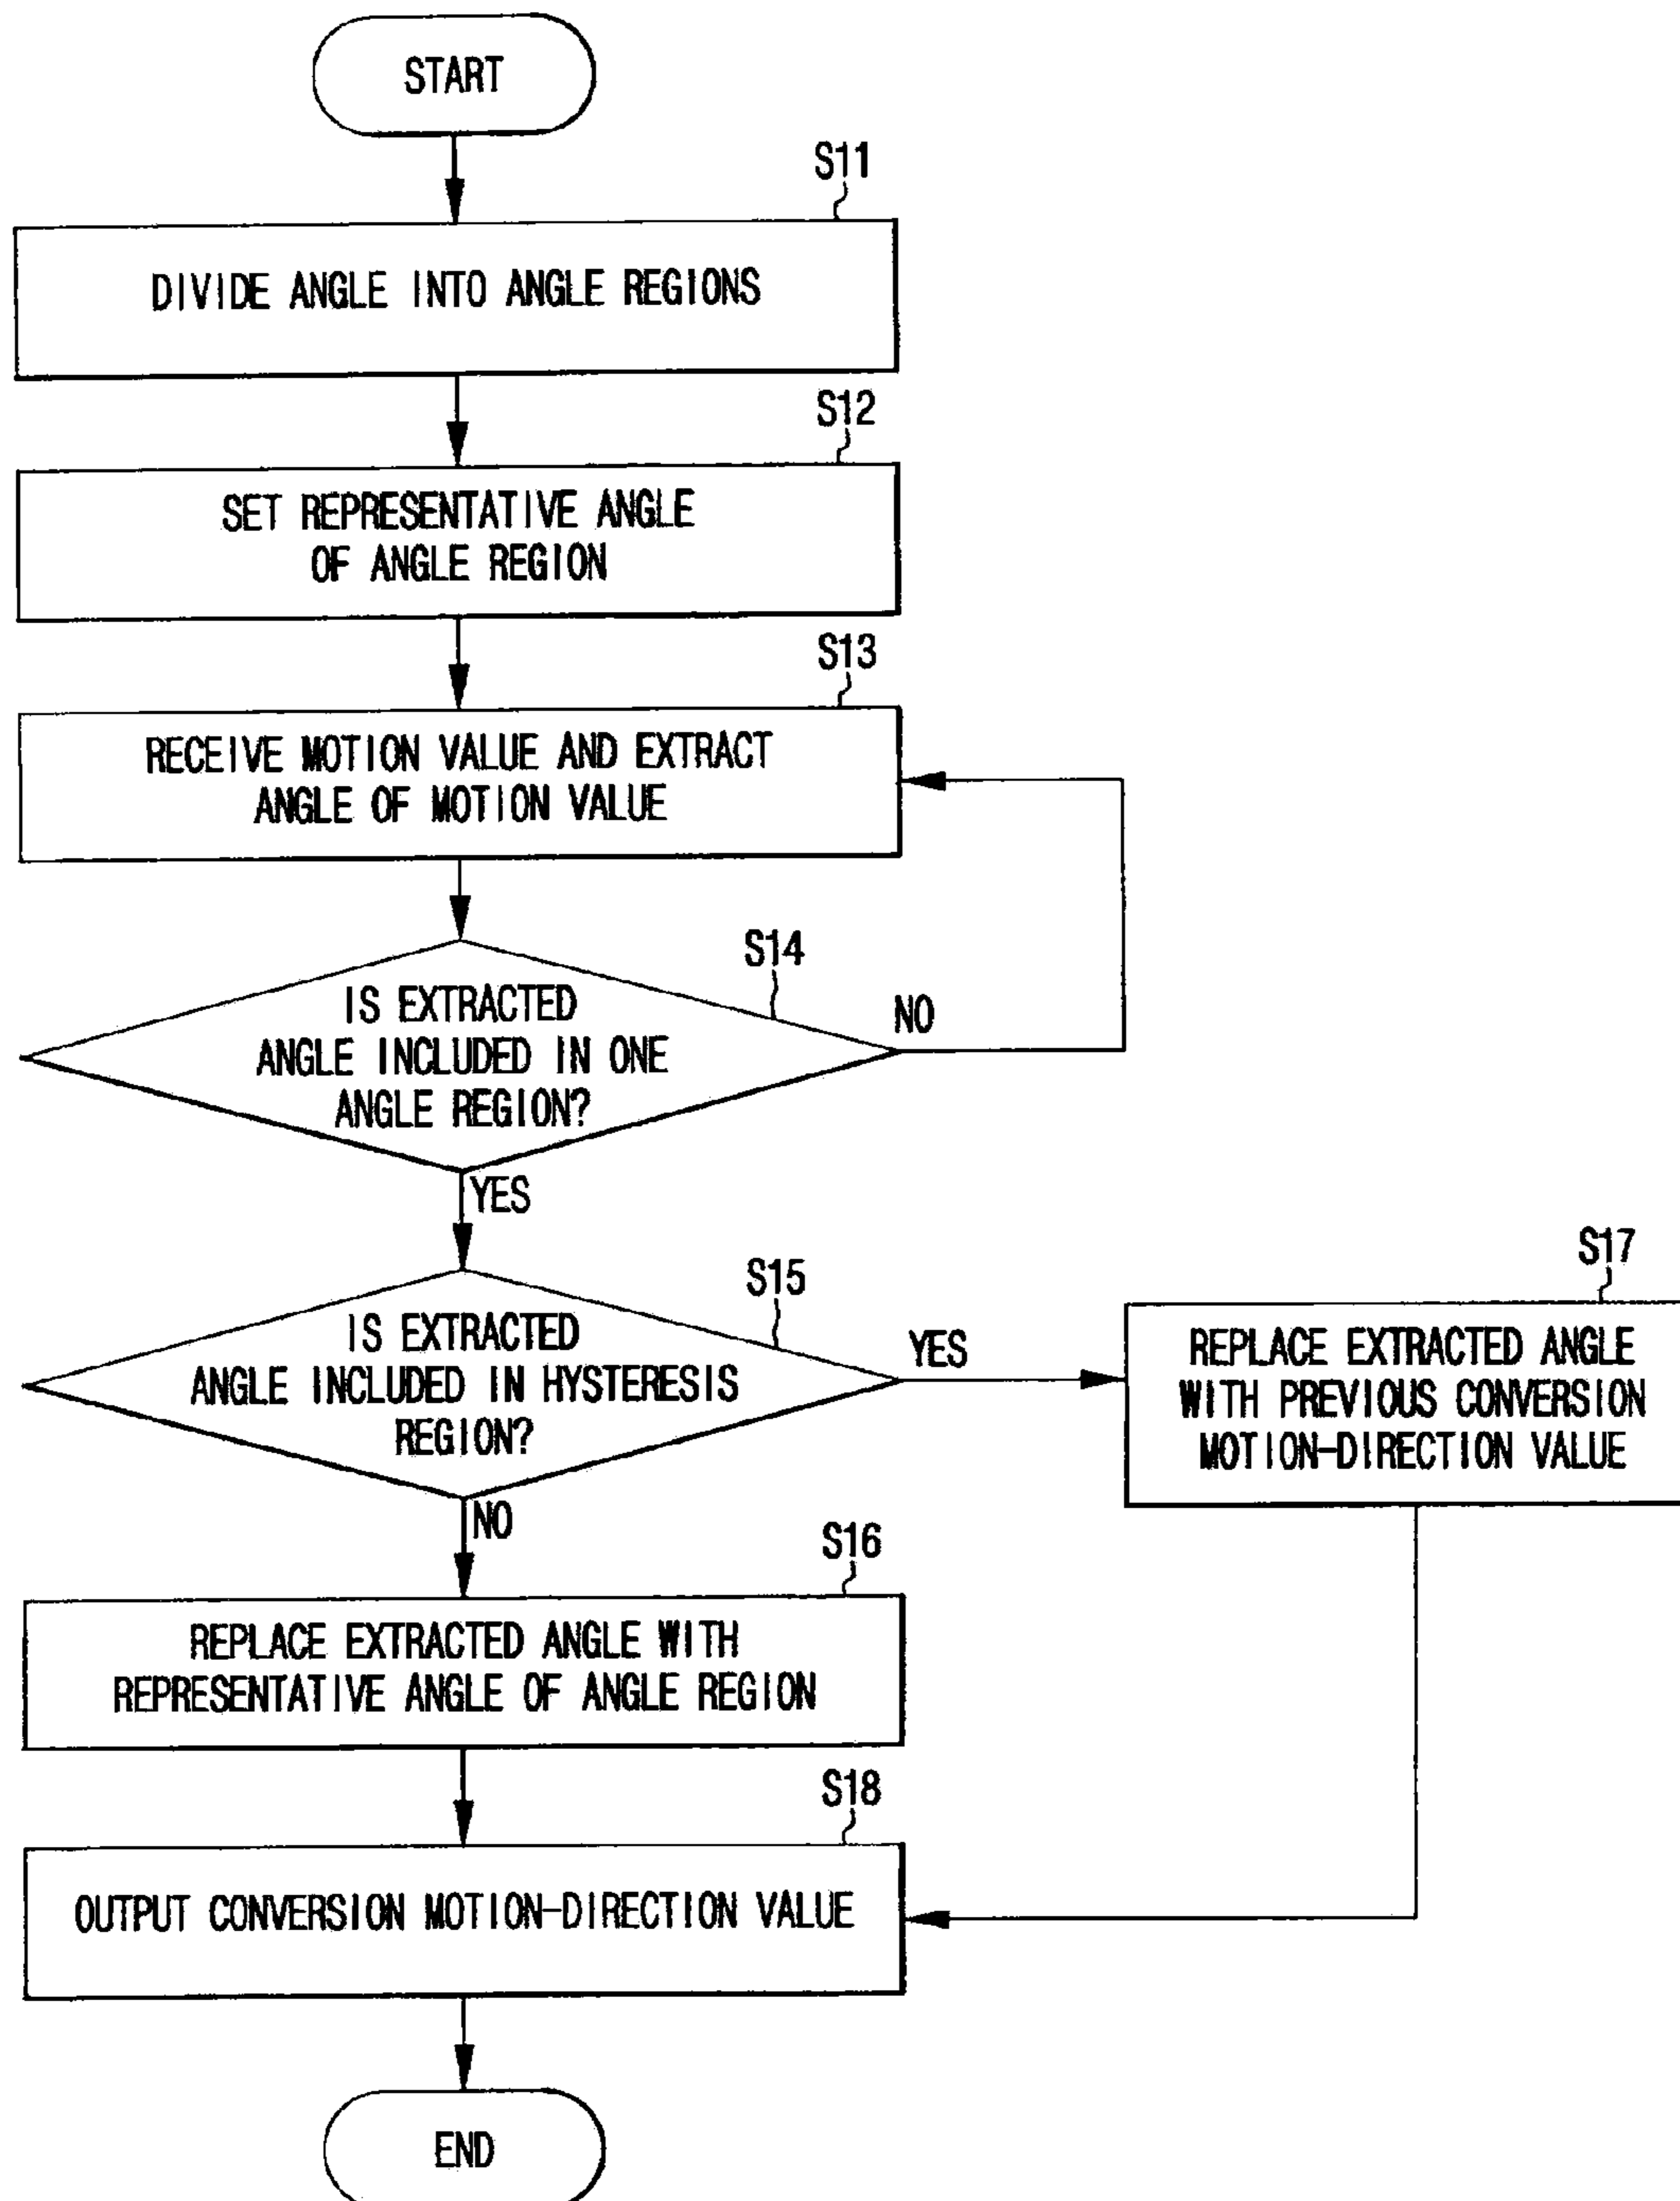 START
S11
DIVIDE ANGLE INTO ANGLE REGIONS
S12
SET REPRESENTATIVE ANGLE
OF ANGLE REGION
S13
RECEIVE MOTION VALUE AND EXTRACT
ANGLE OF MOTION VALUE
S14
IS EXTRACTED
ANGLE INCLUDED IN ONE
ANGLE REGION?
NO
YES
S15
IS EXTRACTED
ANGLE INCLUDED IN HYSTERESIS
REGION?
YES
S17
REPLACE EXTRACTED ANGLE
WITH PREVIOUS CONVERSION
MOTION-DIRECTION VALUE
NO
S16
REPLACE EXTRACTED ANGLE WITH
REPRESENTATIVE ANGLE OF ANGLE REGION
S18
OUTPUT CONVERSION MOTION-DIRECTION VALUE
END